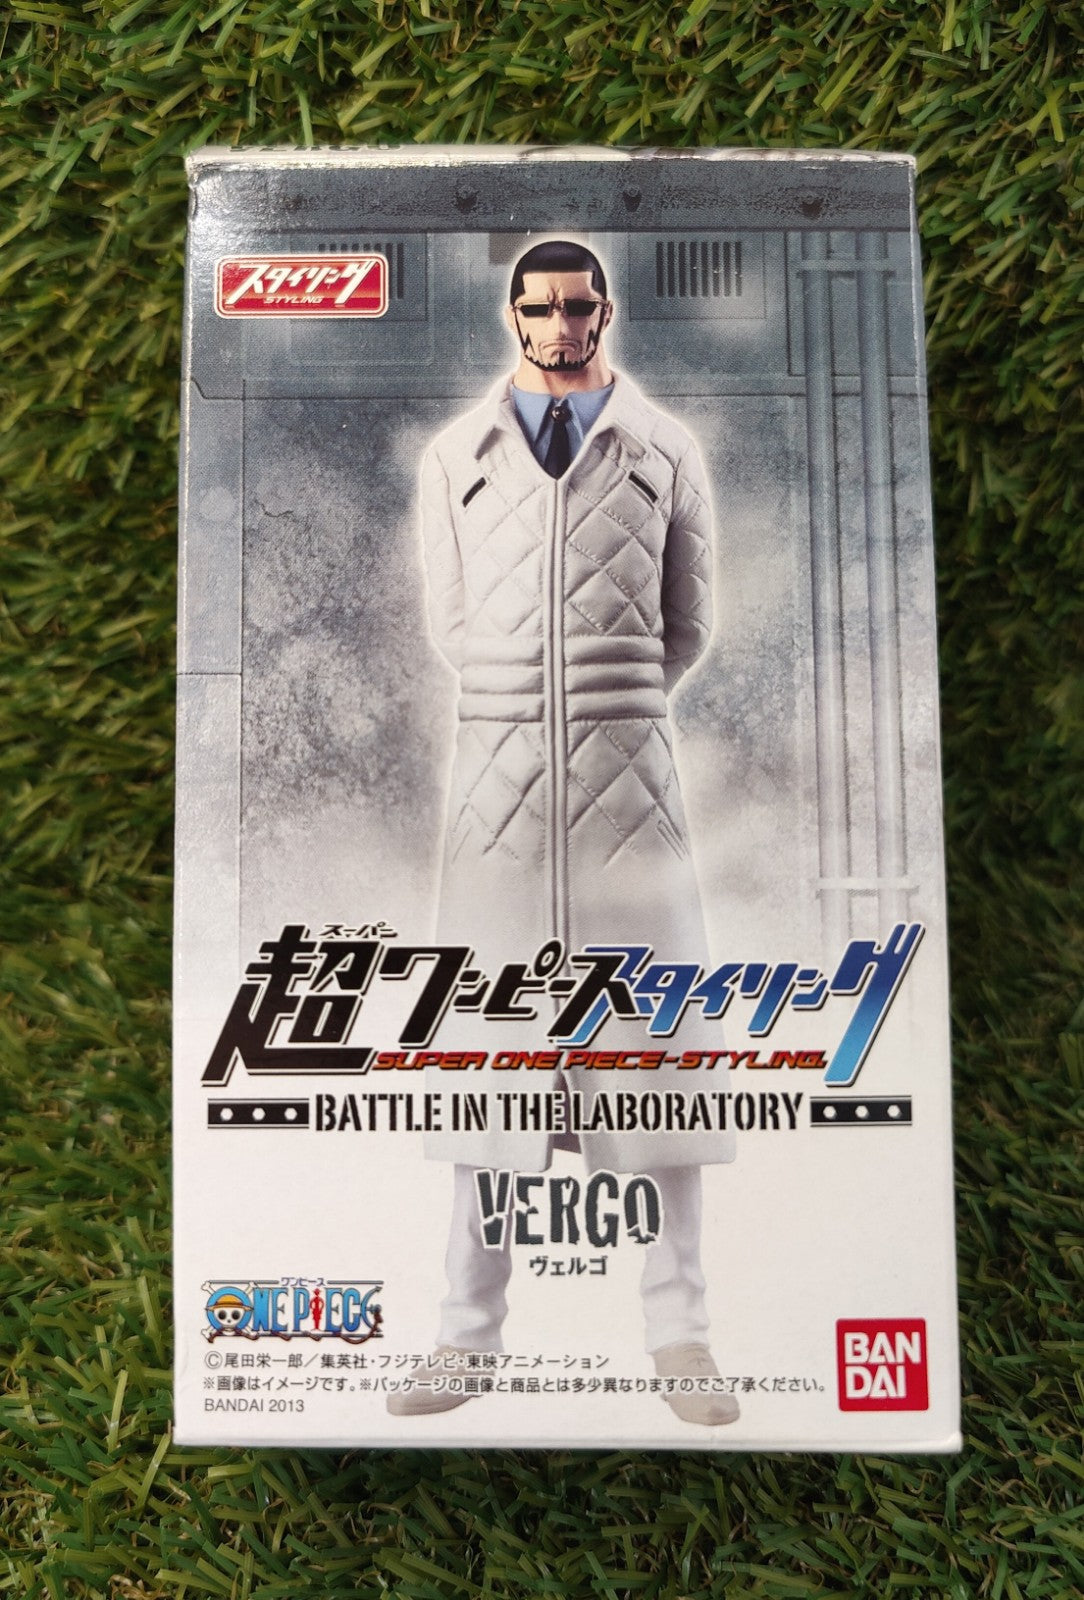 VERGO
スタイリング
STYLING
スーパー
超ワンピーススタイリング
SUPER ONE PIECE-STYLING
BATTLE IN THE LABORATORY
VERGO
ヴェルゴ
ワンピース
ONE PIECE
©尾田栄一郎/集英社・フジテレビ・東映アニメーション
※画像はイメージです。※パッケージの画像と商品とは多少異なりますのでご了承ください。
BANDAI 2013
BAN
DAI